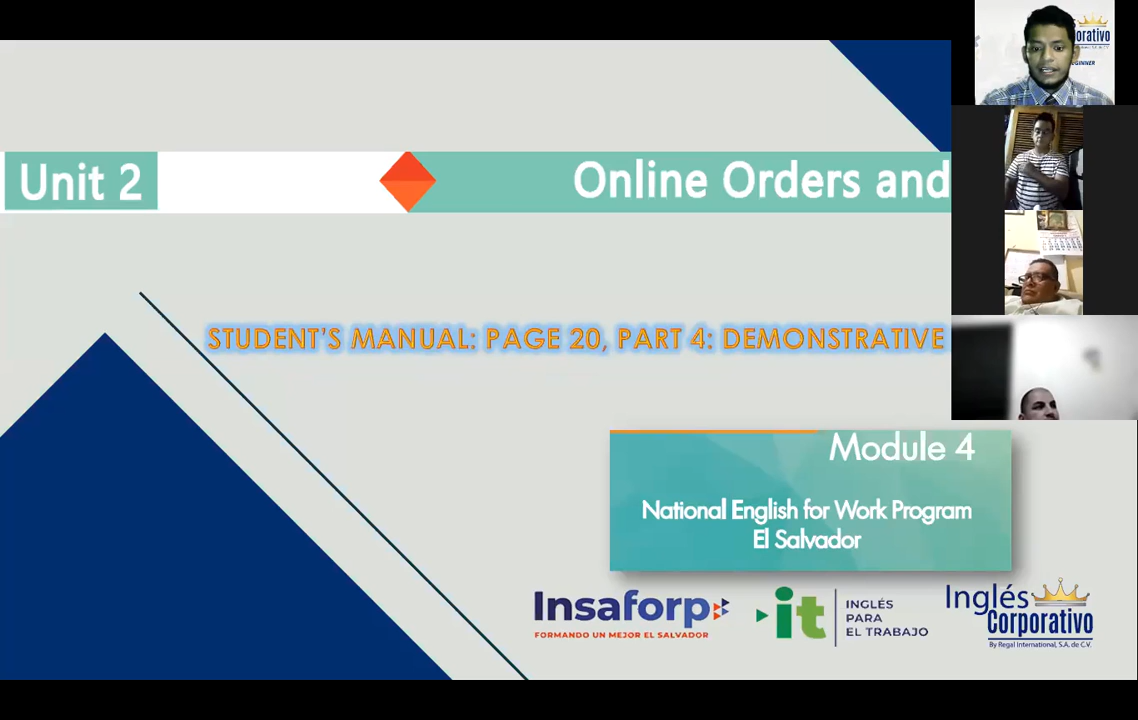 Unit 2
Online Orders and
STUDENT'S MANUAL: PAGE 20, PART 4: DEMONSTRATIVE
Module 4
National English for Work Program
El Salvador
Insaforp
FORMANDO UN MEJOR EL SALVADOR
it
INGLÉS
PARA
EL TRABAJO
Inglés
Corporativo
By Regal International, S.A. de C.V.
orativo